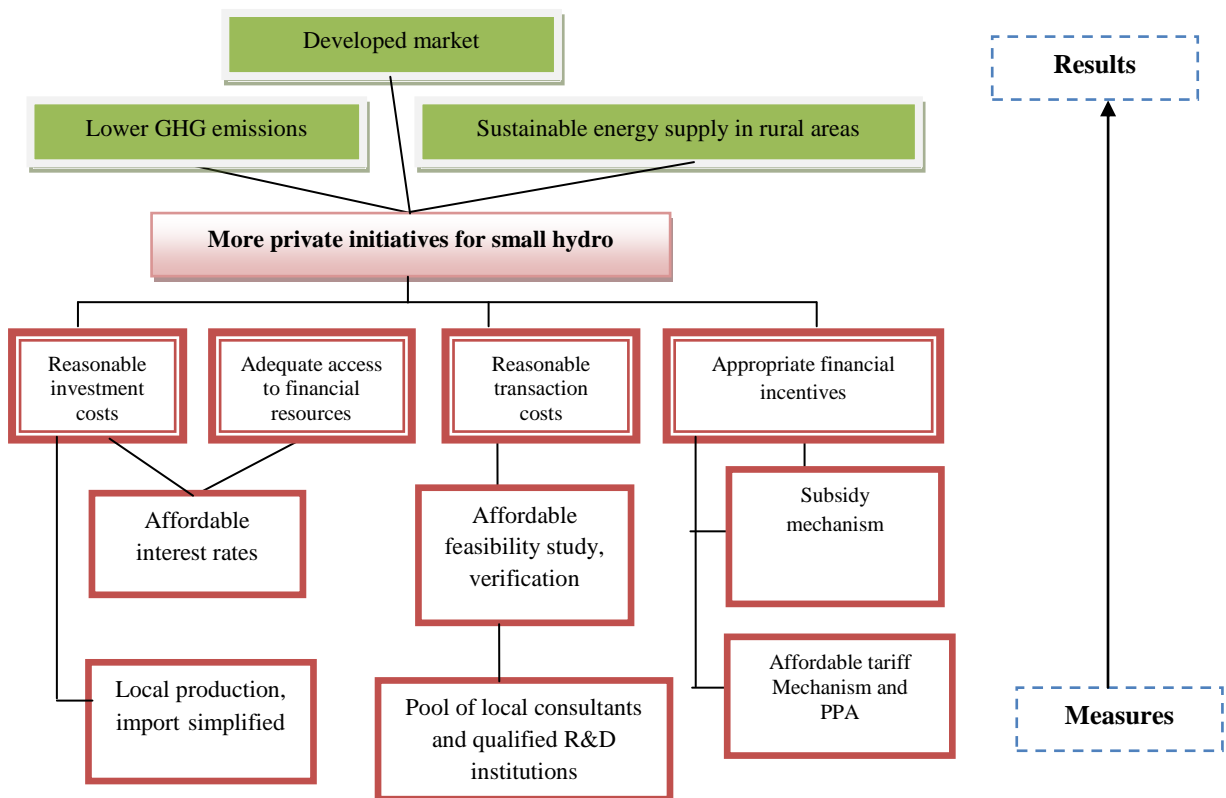 Developed market
Results
Lower GHG emissions
Sustainable energy supply in rural areas
More private initiatives for small hydro
Reasonable
investment
costs
Adequate access
to financial
resources
Reasonable
transaction
costs
Appropriate financial
incentives
Affordable
interest rates
Affordable
feasibility study,
verification
Subsidy
mechanism
Local production,
import simplified
Pool of local consultants
and qualified R&D
institutions
Affordable tariff
Mechanism and
PPA
Measures